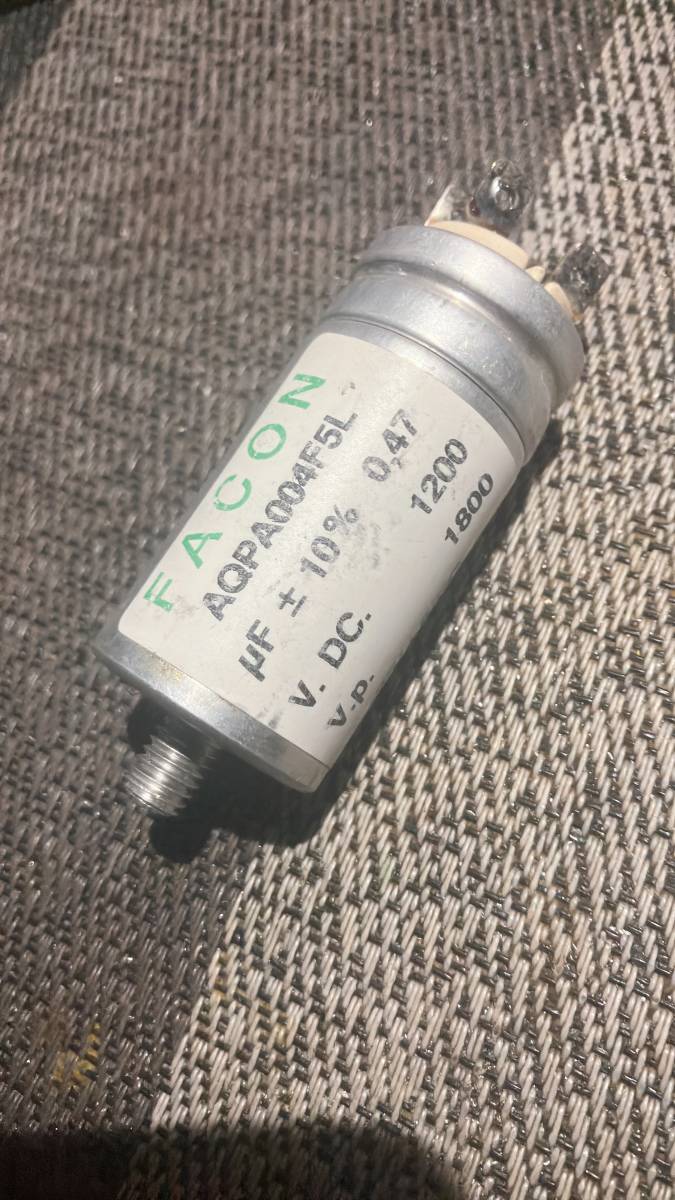 FACON
AQPA004F5L
µF ± 10% 0,47
V. DC. 1200
V.P. 1800